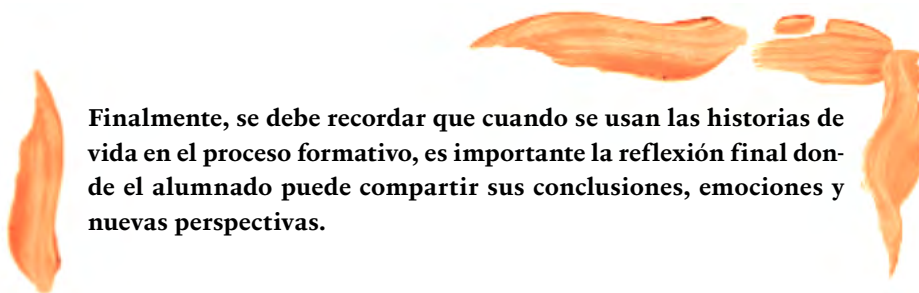 Finalmente, se debe recordar que cuando se usan las historias de
vida en el proceso formativo, es importante la reflexión final don-
de el alumnado puede compartir sus conclusiones, emociones y
nuevas perspectivas.